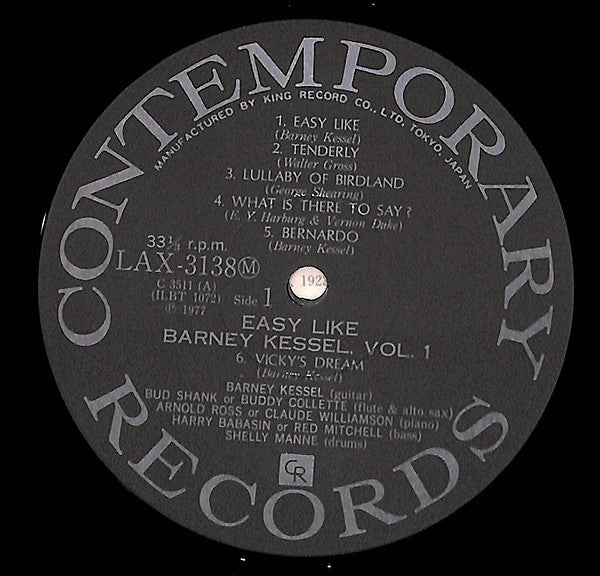 CONTEMPORARY
MANUFACTURED BY KING RECORD CO., LTD. TOKYO, JAPAN
1. EASY LIKE
(Barney Kessel)
2. TENDERLY
(Walter Gross)
3. LULLABY OF BIRDLAND
(George Shearing)
4. WHAT IS THERE TO SAY?
(E. Y. Harburg & Vernon Duke)
5. BERNARDO
(Barney Kessel)
33⅓ r.p.m.
LAX-3138Ⓜ
C 3511 (A)
(ILBT 1072) Side 1
℗ 1977
EASY LIKE
BARNEY KESSEL, VOL. 1
6. VICKY'S DREAM
(Barney Kessel)
BARNEY KESSEL (guitar)
BUD SHANK or BUDDY COLLETTE (flute & alto sax)
ARNOLD ROSS or CLAUDE WILLIAMSON (piano)
HARRY BABASIN or RED MITCHELL (bass)
SHELLY MANNE (drums)
CR
RECORDS